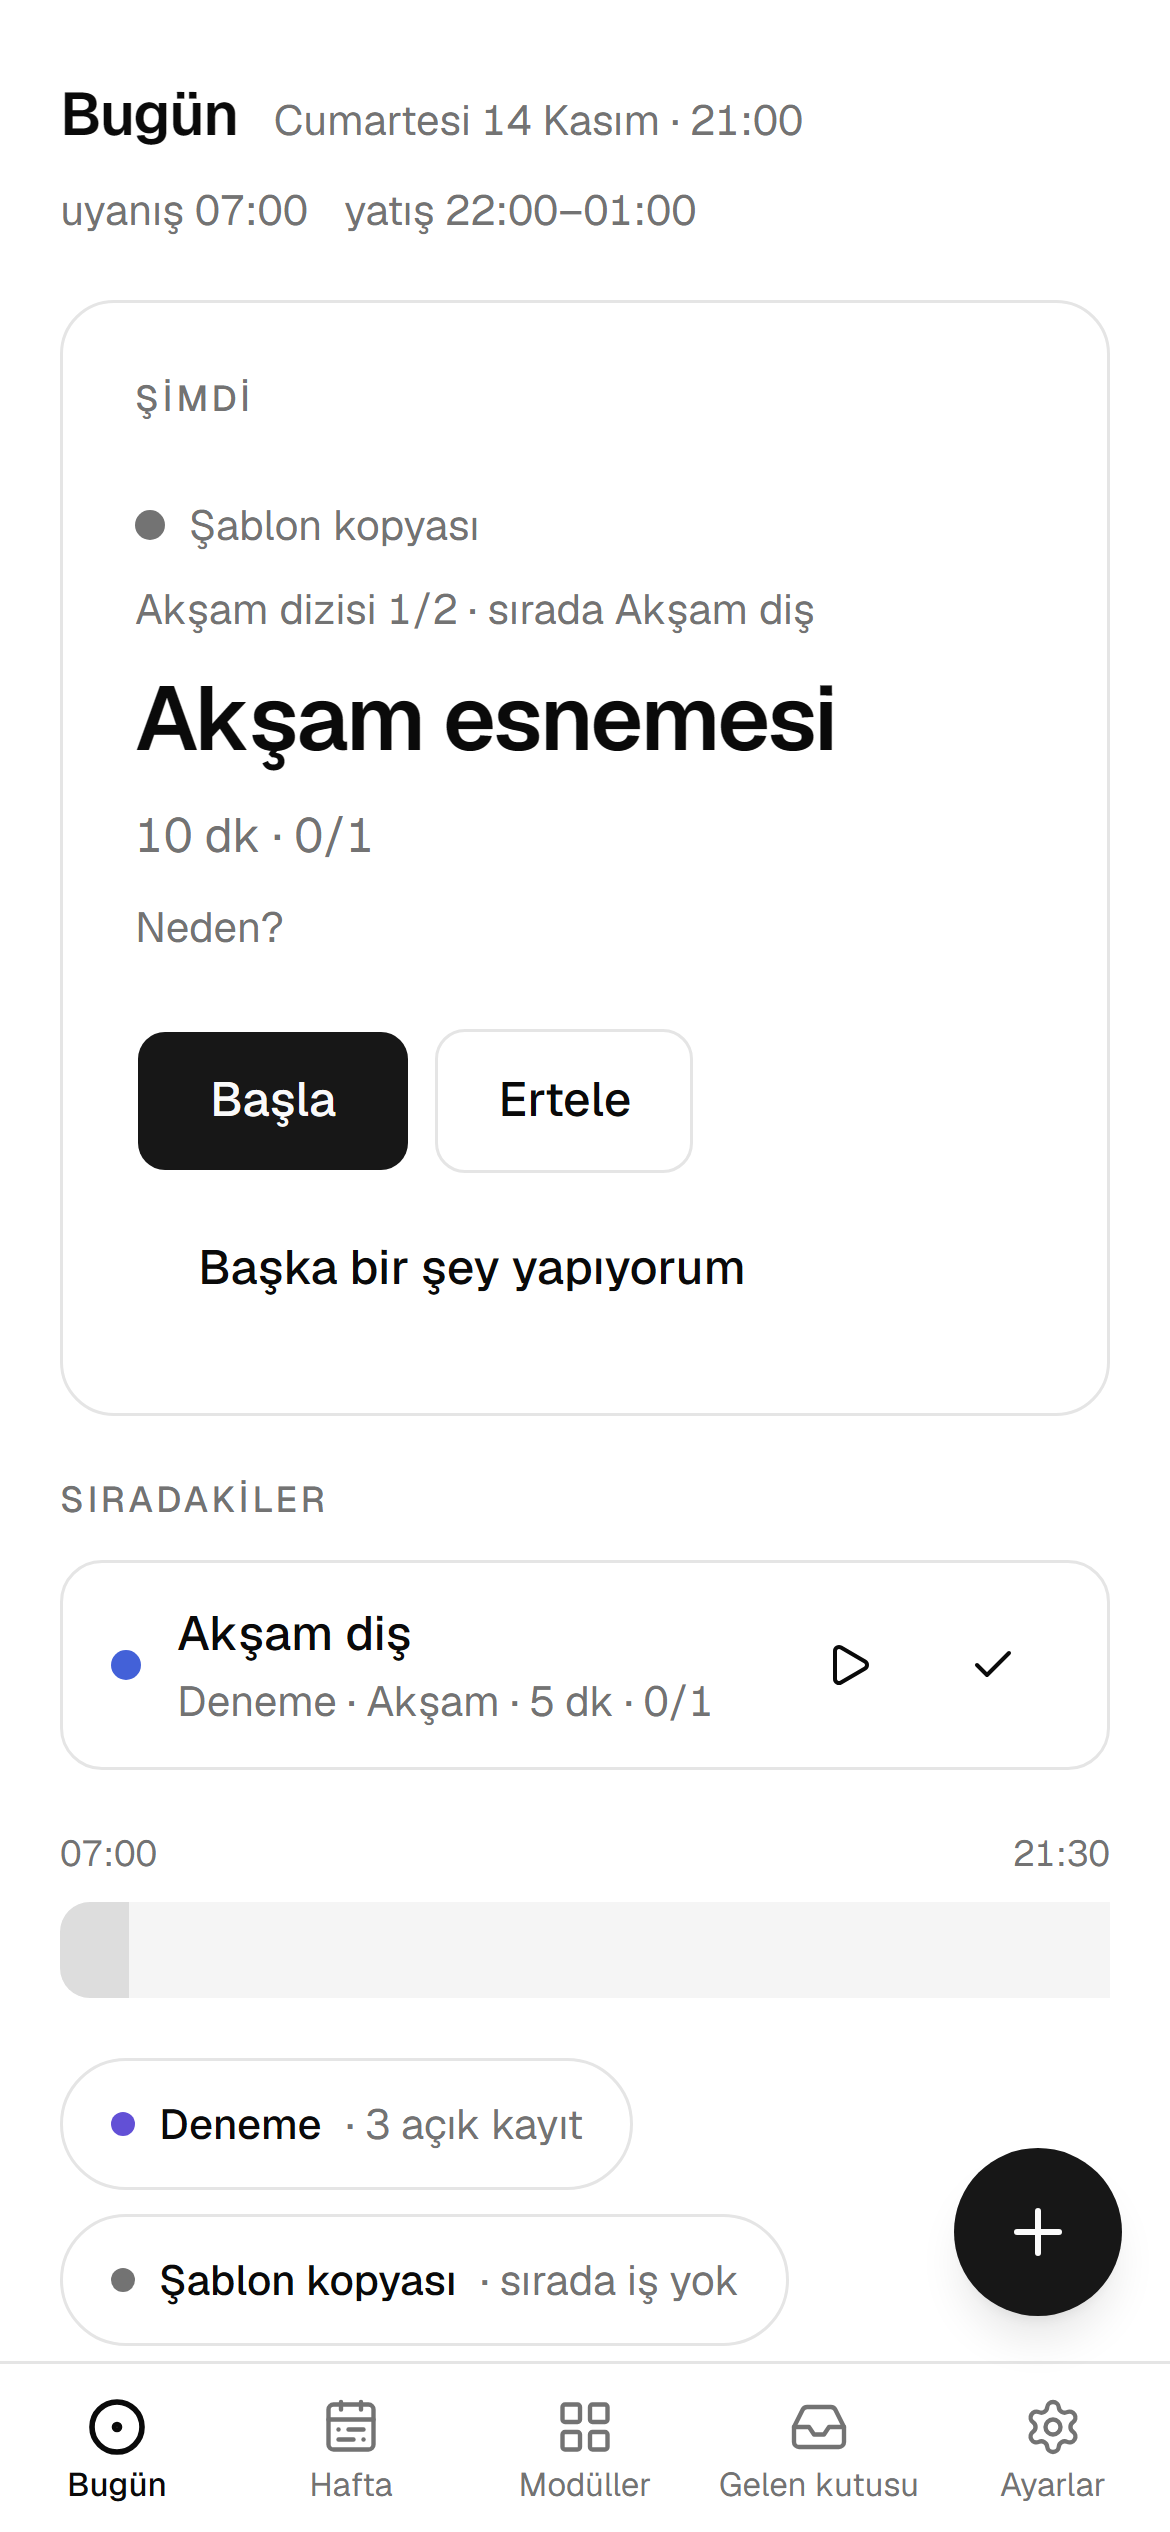 Bugün Cumartesi 14 Kasım · 21:00
uyanış 07:00 yatış 22:00–01:00
ŞİMDİ
Şablon kopyası
Akşam dizisi 1/2 · sırada Akşam diş
Akşam esnemesi
10 dk · 0/1
Neden?
Başla Ertele
Başka bir şey yapıyorum
SIRADAKİLER
Akşam diş
Deneme · Akşam · 5 dk · 0/1
07:00 21:30
Deneme · 3 açık kayıt
Şablon kopyası · sırada iş yok
Bugün Hafta Modüller Gelen kutusu Ayarlar